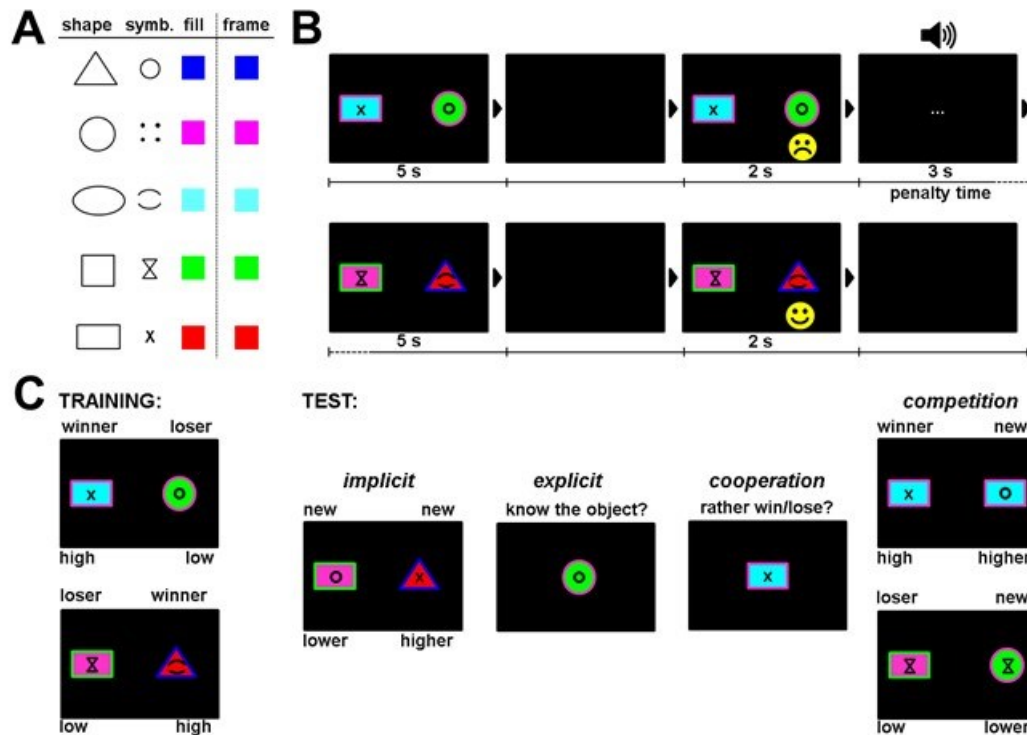 A
shape symb. fill frame
x
B
x
x
...
5 s
2 s
3 s
penalty time
5 s
2 s
C
TRAINING:
winner loser
x
high low
loser winner
low high
TEST:
implicit
new new
x
lower higher
explicit
know the object?
cooperation
rather win/lose?
x
competition
winner new
x
high higher
loser new
low lower